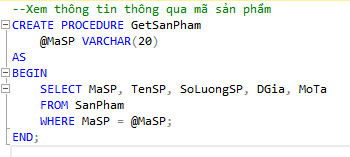 --Xem thông tin thông qua mã sản phẩm
CREATE PROCEDURE GetSanPham
    @MaSP VARCHAR(20)
AS
BEGIN
    SELECT MaSP, TenSP, SoLuongSP, DGia, MoTa
    FROM SanPham
    WHERE MaSP = @MaSP;
END;